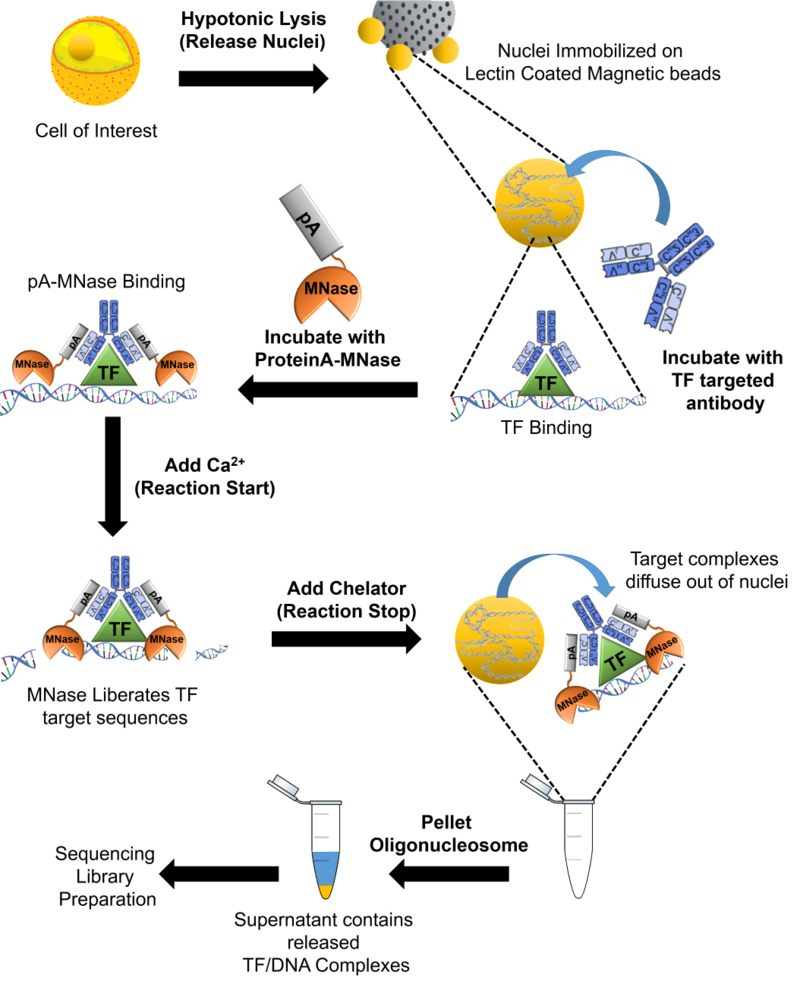 Hypotonic Lysis
(Release Nuclei)
Cell of Interest
Nuclei Immobilized on
Lectin Coated Magnetic beads
pA
MNase
Incubate with
ProteinA-MNase
Incubate with
TF targeted
antibody
TF
TF Binding
pA-MNase Binding
pA
pA
MNase
MNase
TF
Add Ca²⁺
(Reaction Start)
pA
pA
TF
MNase
MNase
MNase Liberates TF
target sequences
Add Chelator
(Reaction Stop)
Target complexes
diffuse out of nuclei
pA
pA
TF
MNase
MNase
Pellet
Oligonucleosome
Sequencing
Library
Preparation
Supernatant contains
released
TF/DNA Complexes